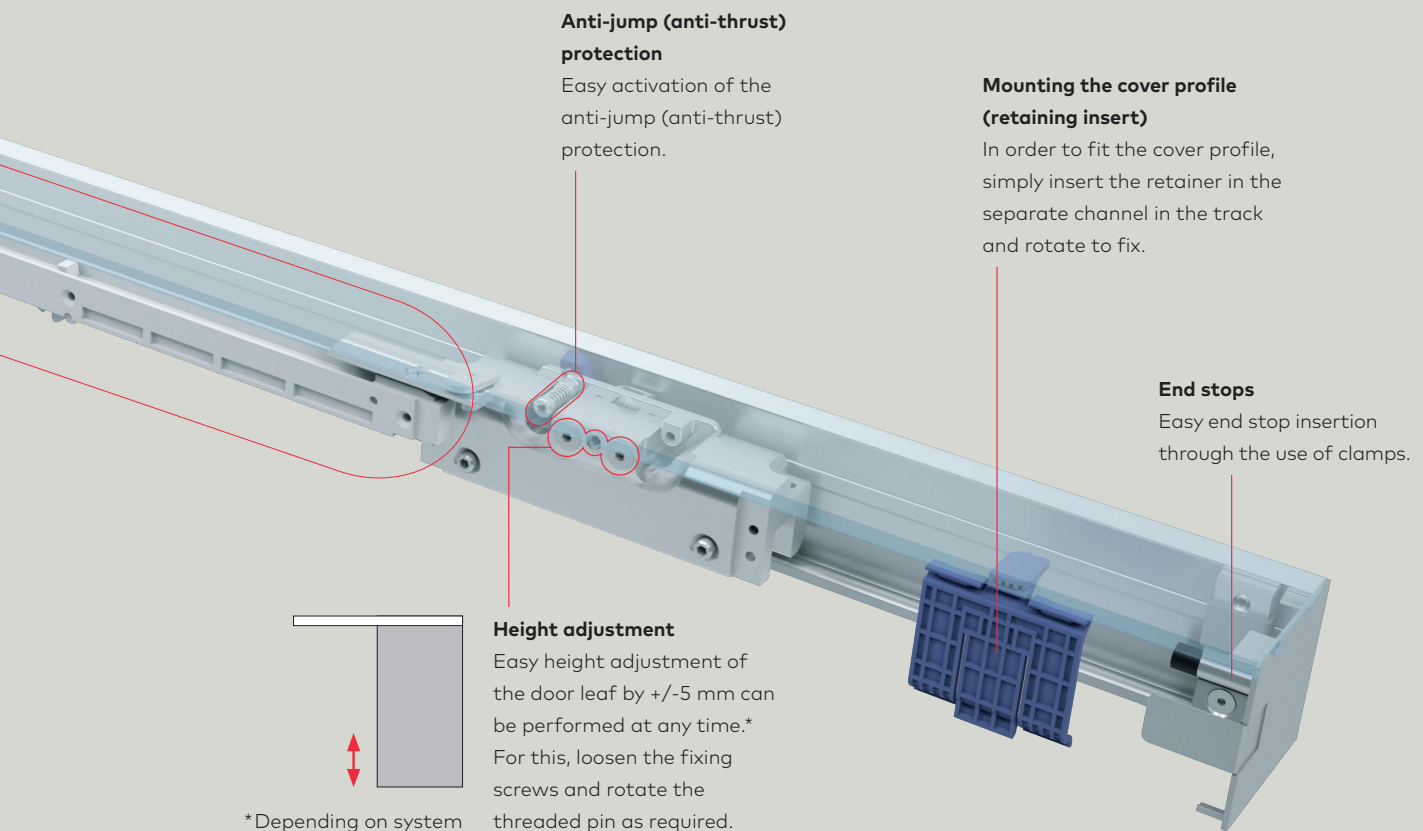 Anti-jump (anti-thrust)
protection
Easy activation of the
anti-jump (anti-thrust)
protection.
Mounting the cover profile
(retaining insert)
In order to fit the cover profile,
simply insert the retainer in the
separate channel in the track
and rotate to fix.
End stops
Easy end stop insertion
through the use of clamps.
Height adjustment
Easy height adjustment of
the door leaf by +/-5 mm can
be performed at any time.*
For this, loosen the fixing
screws and rotate the
threaded pin as required.
*Depending on system